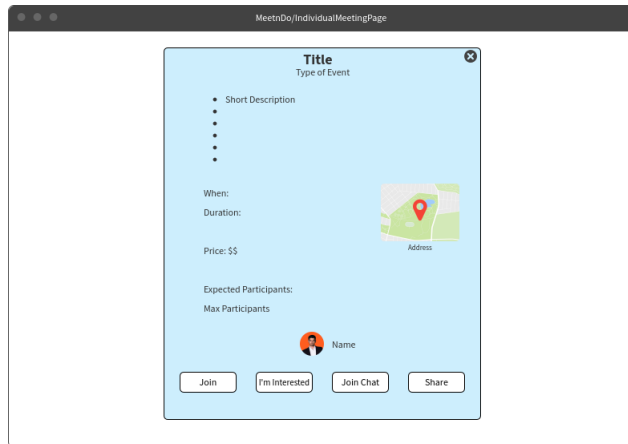 MeetnDo/IndividualMeetingPage
Title
Type of Event
Short Description
When:
Duration:
Address
Price: $$
Expected Participants:
Max Participants
Name
Join
I'm Interested
Join Chat
Share